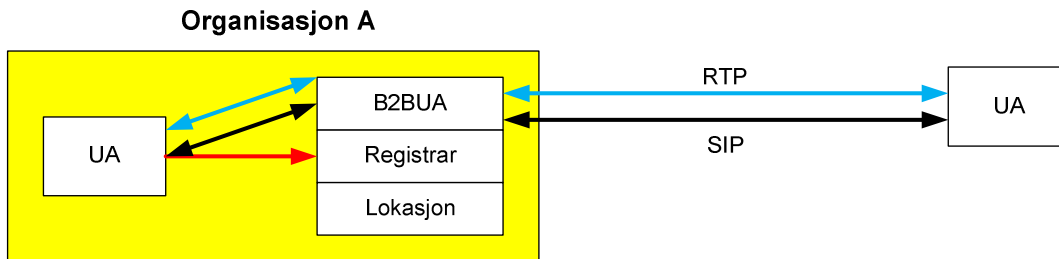 Organisasjon A
UA
B2BUA
Registrar
Lokasjon
RTP
SIP
UA